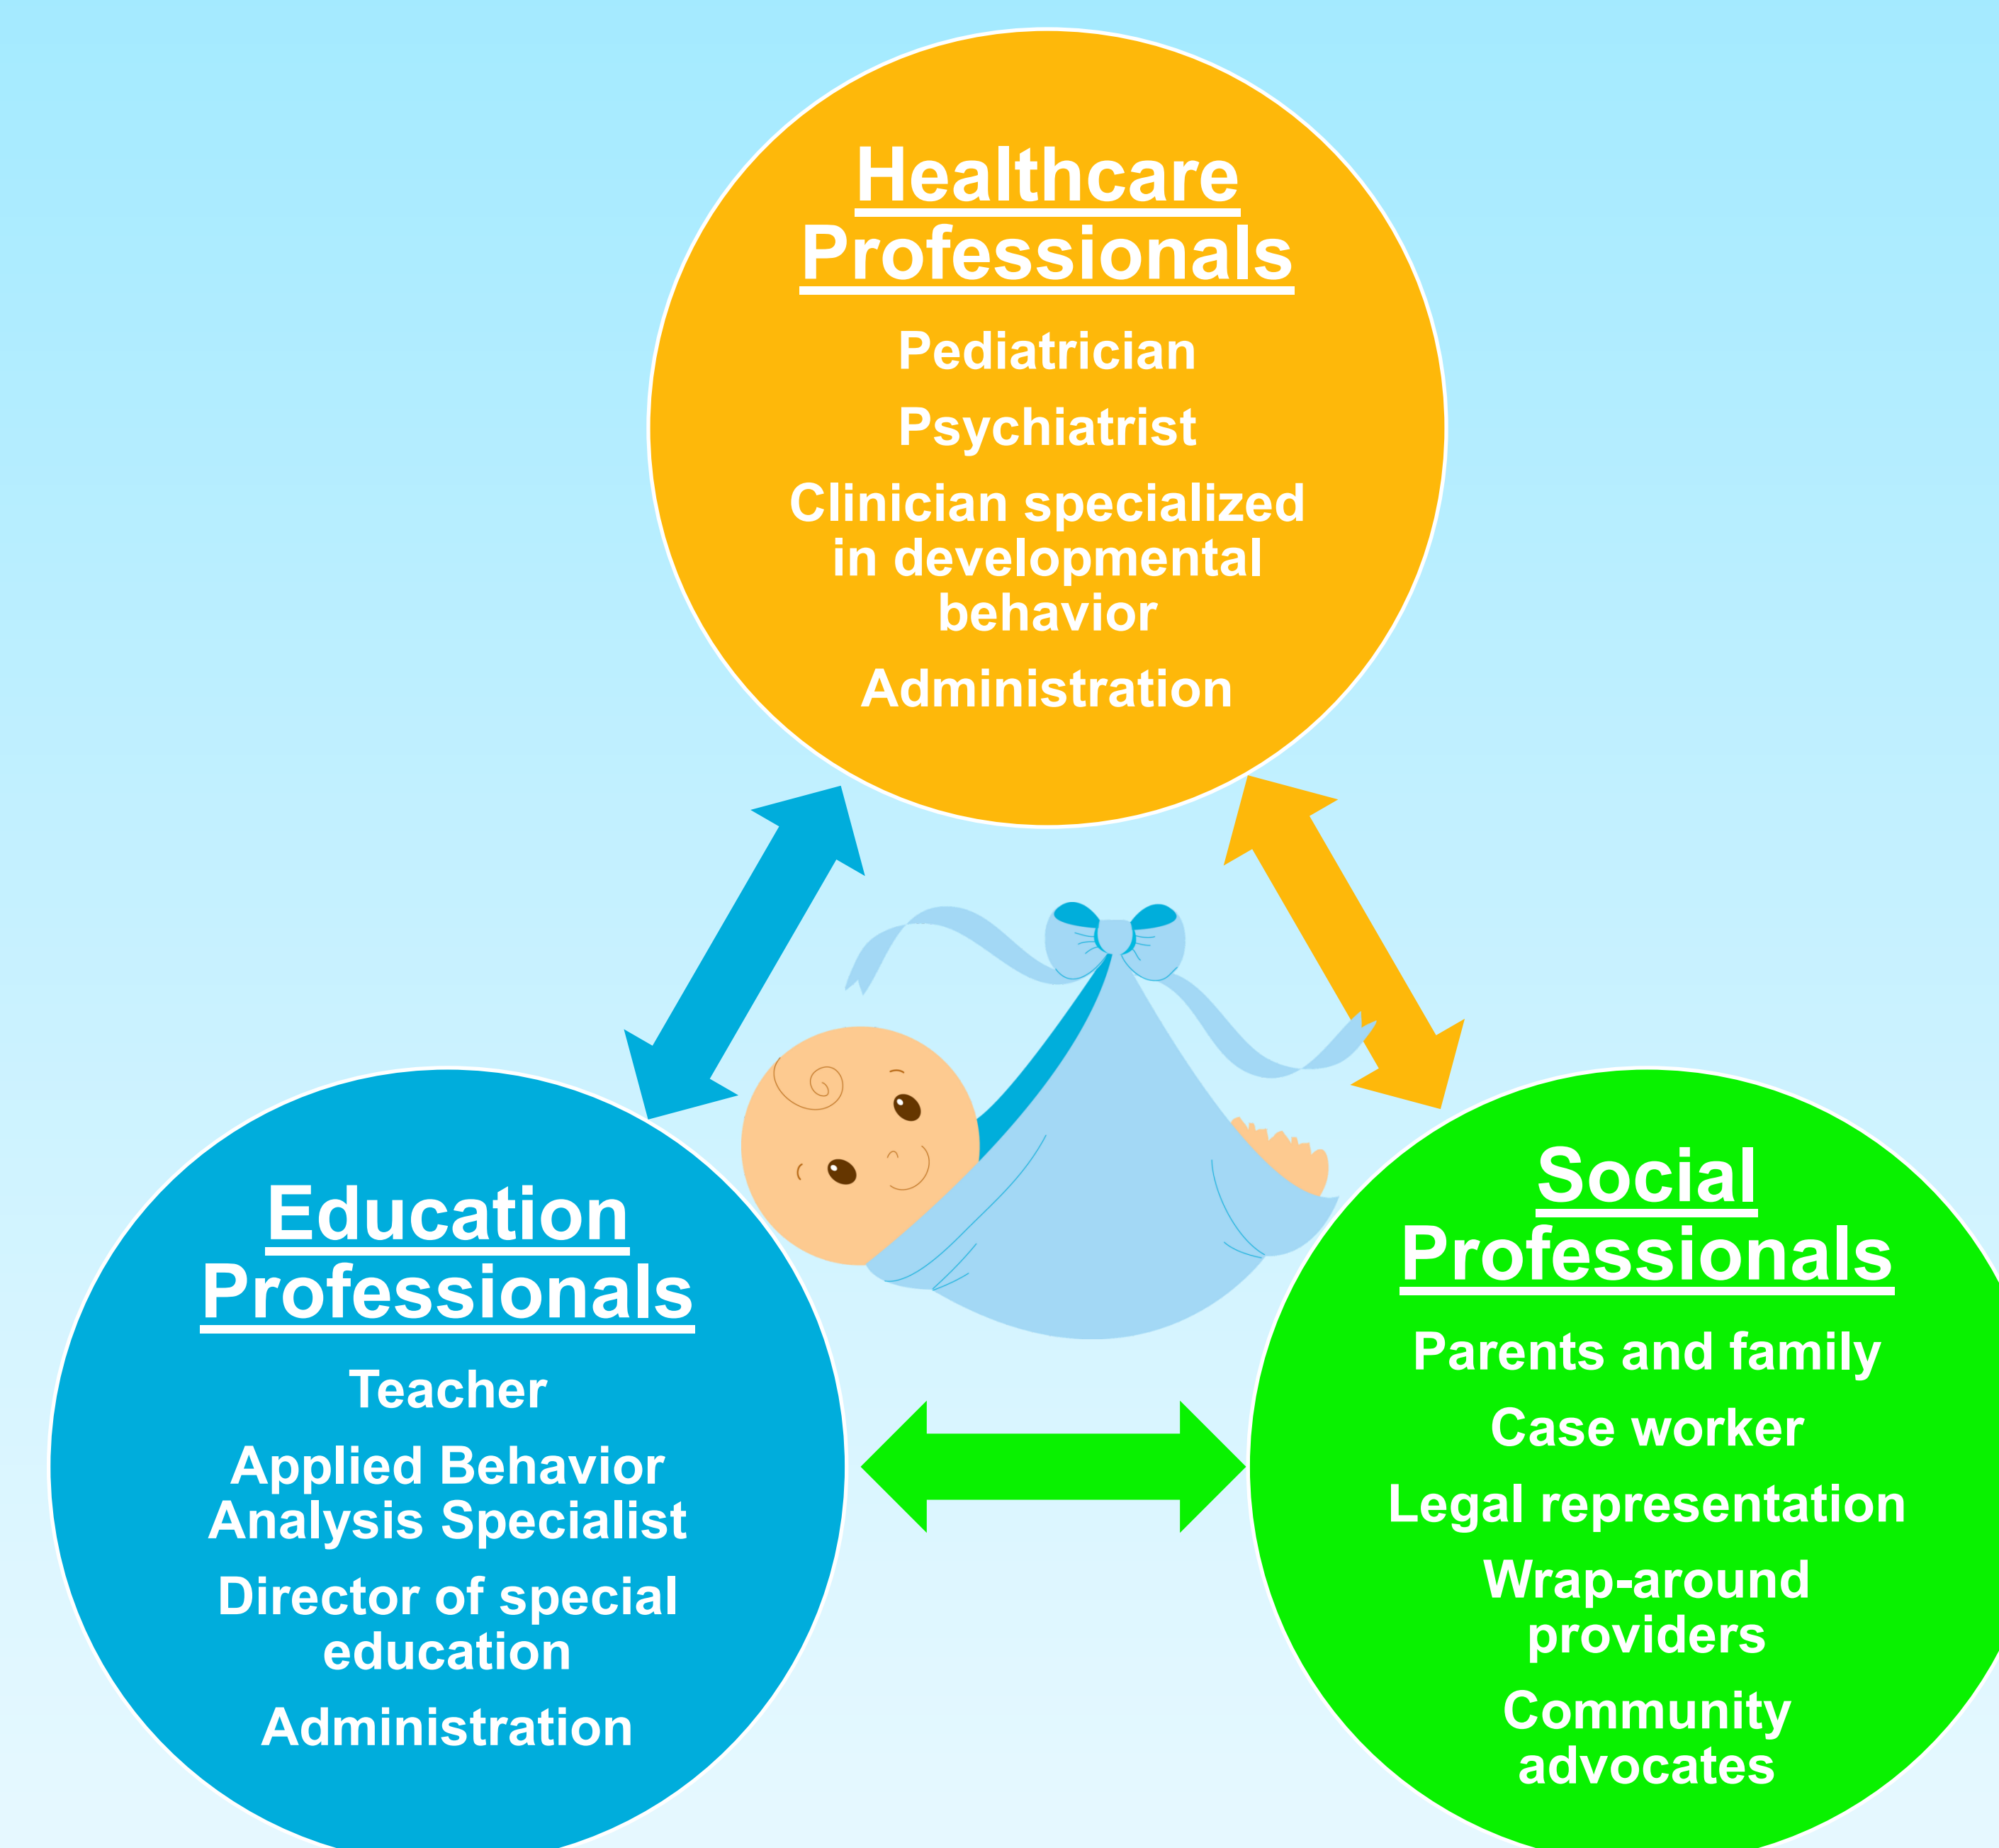 Healthcare
Professionals
Pediatrician
Psychiatrist
Clinician specialized
in developmental
behavior
Administration
Education
Professionals
Teacher
Applied Behavior
Analysis Specialist
Director of special
education
Administration
Social
Professionals
Parents and family
Case worker
Legal representation
Wrap-around
providers
Community
advocates